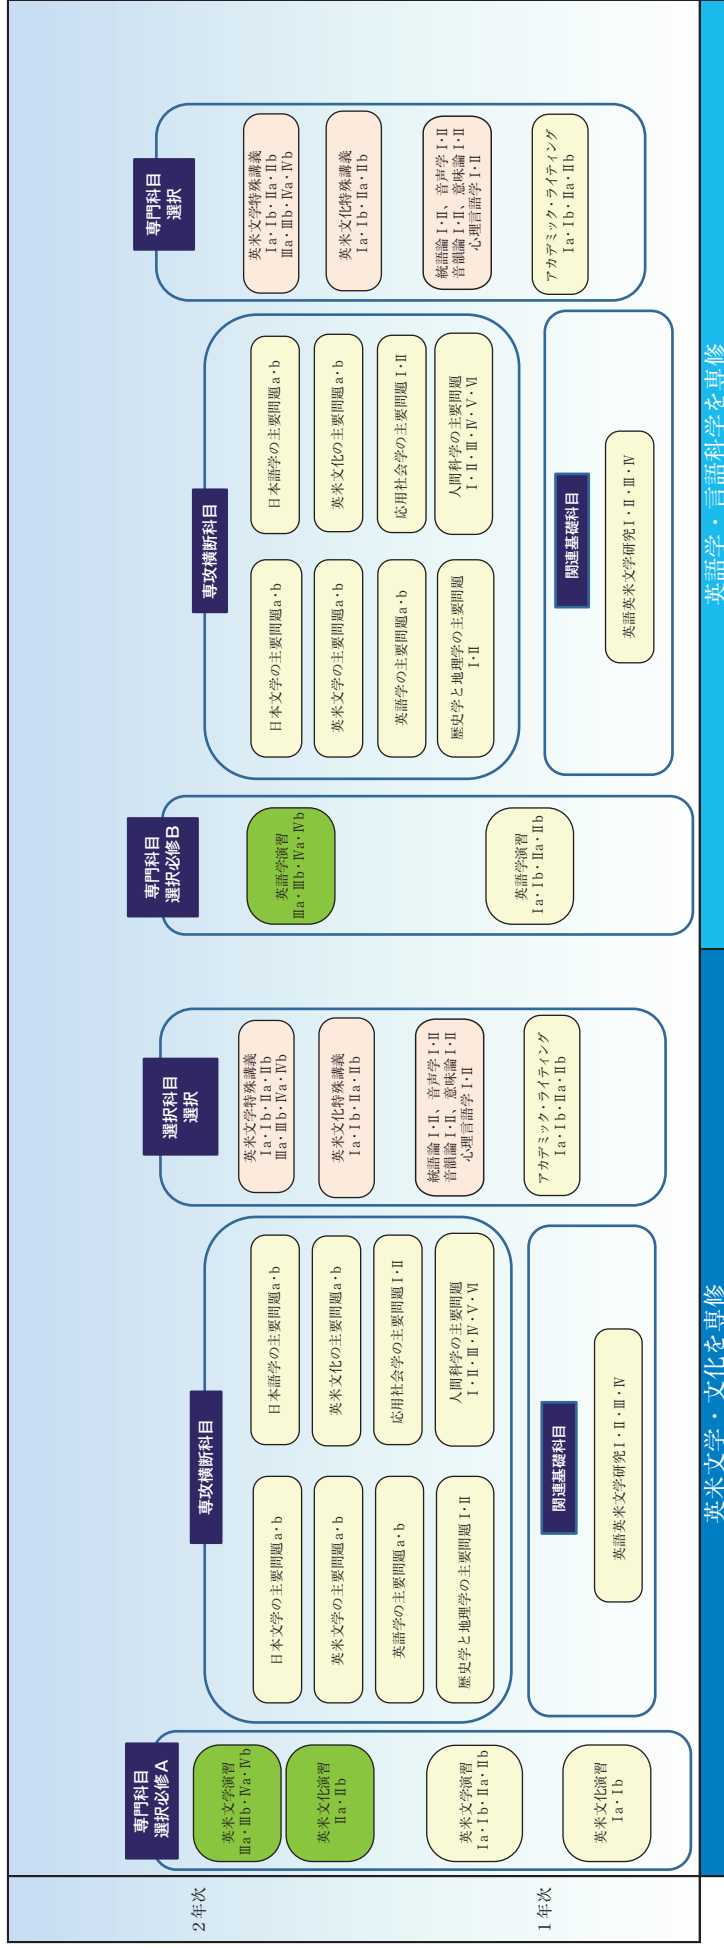 2年次
1年次
専門科目
選択必修A
英米文学演習
Ⅲa・Ⅲb・Ⅳa・Ⅳb
英米文化演習
Ⅱa・Ⅱb
英米文学演習
Ⅰa・Ⅰb・Ⅱa・Ⅱb
英米文化演習
Ⅰa・Ⅰb
専攻横断科目
日本文学の主要問題a・b
日本語学の主要問題a・b
英米文学の主要問題a・b
英米文化の主要問題a・b
英語学の主要問題a・b
応用社会学の主要問題Ⅰ・Ⅱ
歴史学と地理学の主要問題Ⅰ・Ⅱ
人間科学の主要問題
Ⅰ・Ⅱ・Ⅲ・Ⅳ・Ⅴ・Ⅵ
関連基礎科目
英語英米文学研究Ⅰ・Ⅱ・Ⅲ・Ⅳ
選択科目
選択
英米文学特殊講義
Ⅰa・Ⅰb・Ⅱa・Ⅱb
Ⅲa・Ⅲb・Ⅳa・Ⅳb
英米文化特殊講義
Ⅰa・Ⅰb・Ⅱa・Ⅱb
統語論Ⅰ・Ⅱ、音声学Ⅰ・Ⅱ
音韻論Ⅰ・Ⅱ、意味論Ⅰ・Ⅱ
心理言語学Ⅰ・Ⅱ
アカデミック・ライティング
Ⅰa・Ⅰb・Ⅱa・Ⅱb
英米文学・文化を専修
専門科目
選択必修B
英語学演習
Ⅲa・Ⅲb・Ⅳa・Ⅳb
英語学演習
Ⅰa・Ⅰb・Ⅱa・Ⅱb
専攻横断科目
日本文学の主要問題a・b
日本語学の主要問題a・b
英米文学の主要問題a・b
英米文化の主要問題a・b
英語学の主要問題a・b
応用社会学の主要問題Ⅰ・Ⅱ
歴史学と地理学の主要問題
Ⅰ・Ⅱ
人間科学の主要問題
Ⅰ・Ⅱ・Ⅲ・Ⅳ・Ⅴ・Ⅵ
関連基礎科目
英語英米文学研究Ⅰ・Ⅱ・Ⅲ・Ⅳ
専門科目
選択
英米文学特殊講義
Ⅰa・Ⅰb・Ⅱa・Ⅱb
Ⅲa・Ⅲb・Ⅳa・Ⅳb
英米文化特殊講義
Ⅰa・Ⅰb・Ⅱa・Ⅱb
統語論Ⅰ・Ⅱ、音声学Ⅰ・Ⅱ
音韻論Ⅰ・Ⅱ、意味論Ⅰ・Ⅱ
心理言語学Ⅰ・Ⅱ
アカデミック・ライティング
Ⅰa・Ⅰb・Ⅱa・Ⅱb
英語学・言語科学を専修